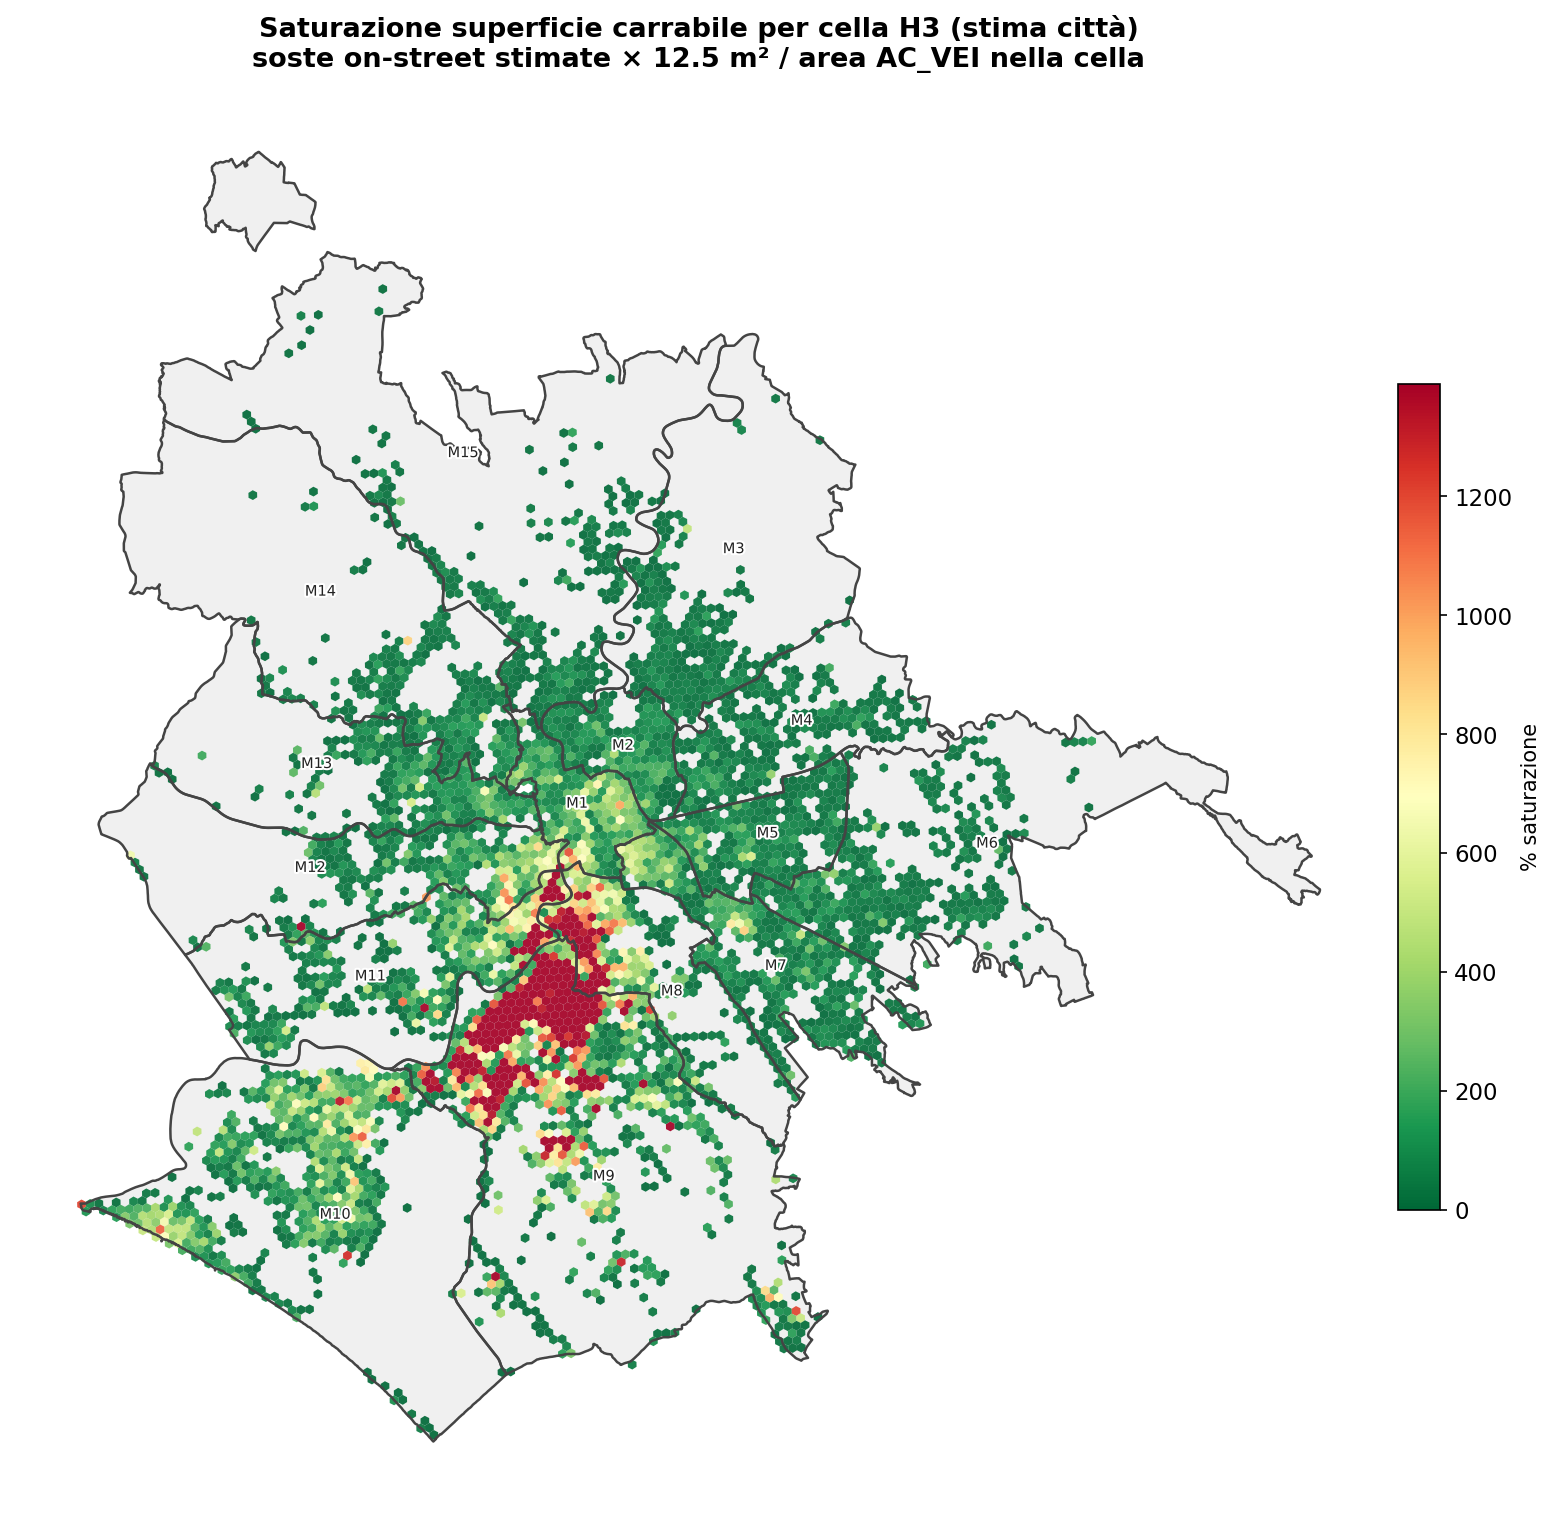 Saturazione superficie carrabile per cella H3 (stima città)
soste on-street stimate × 12.5 m² / area AC_VEI nella cella
M15
M3
M14
M4
M2
M13
M1
M5
M6
M12
M7
M11
M8
M9
M10
1200
1000
800
600
400
200
0
% saturazione